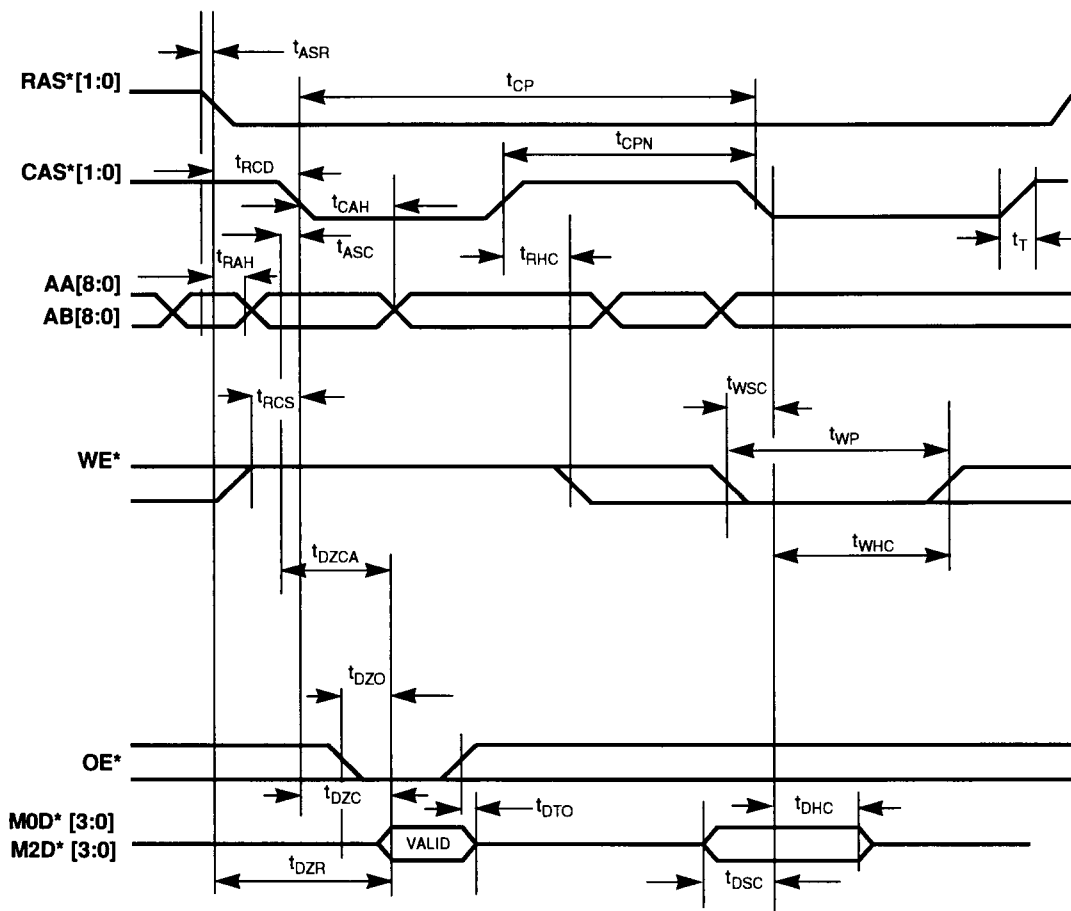 tASR
RAS*[1:0]
tCP
tCPN
tRCD
CAS*[1:0]
tCAH
tASC
tRHC
tT
tRAH
AA[8:0]
AB[8:0]
tRCS
tWSC
tWP
WE*
tWHC
tDZCA
tDZO
OE*
tDZC
tDTO
tDHC
M0D* [3:0]
VALID
M2D* [3:0]
tDZR
tDSC